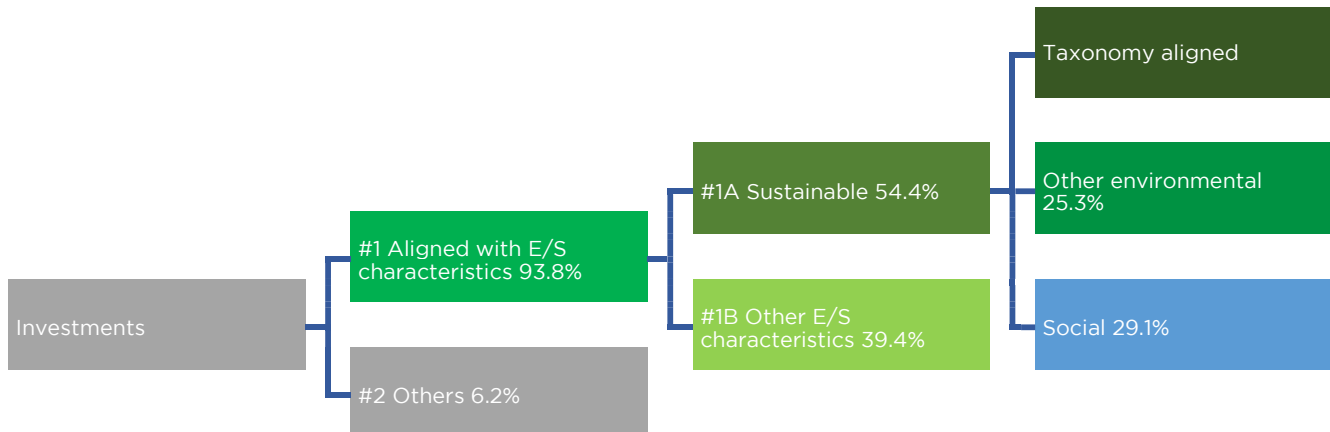 Investments
#1 Aligned with E/S
characteristics 93.8%
#2 Others 6.2%
#1A Sustainable 54.4%
#1B Other E/S
characteristics 39.4%
Taxonomy aligned
Other environmental
25.3%
Social 29.1%